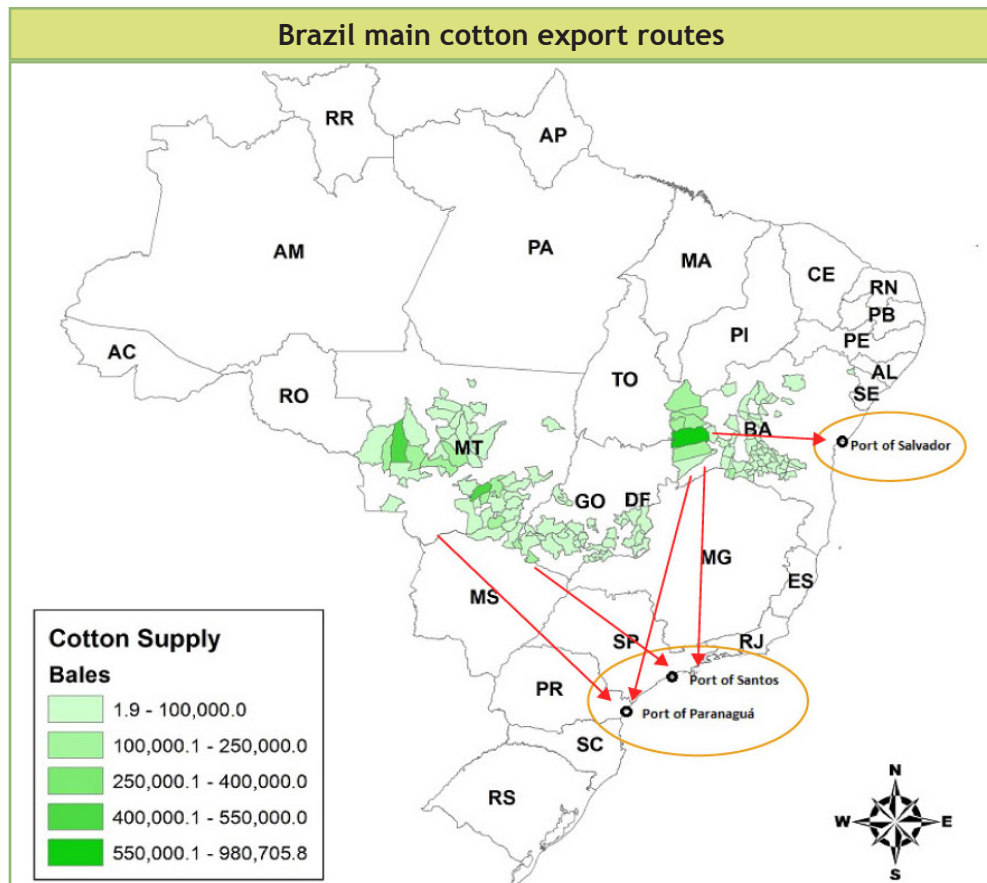 Brazil main cotton export routes
RR
AP
AM
PA
MA
CE
RN
PB
PE
PI
AC
AL
SE
TO
RO
BA
MT
Port of Salvador
GO
DF
MG
ES
MS
SP
RJ
PR
Port of Santos
Port of Paranaguá
SC
RS
Cotton Supply
Bales
1.9 - 100,000.0
100,000.1 - 250,000.0
250,000.1 - 400,000.0
400,000.1 - 550,000.0
550,000.1 - 980,705.8
N
W
E
S